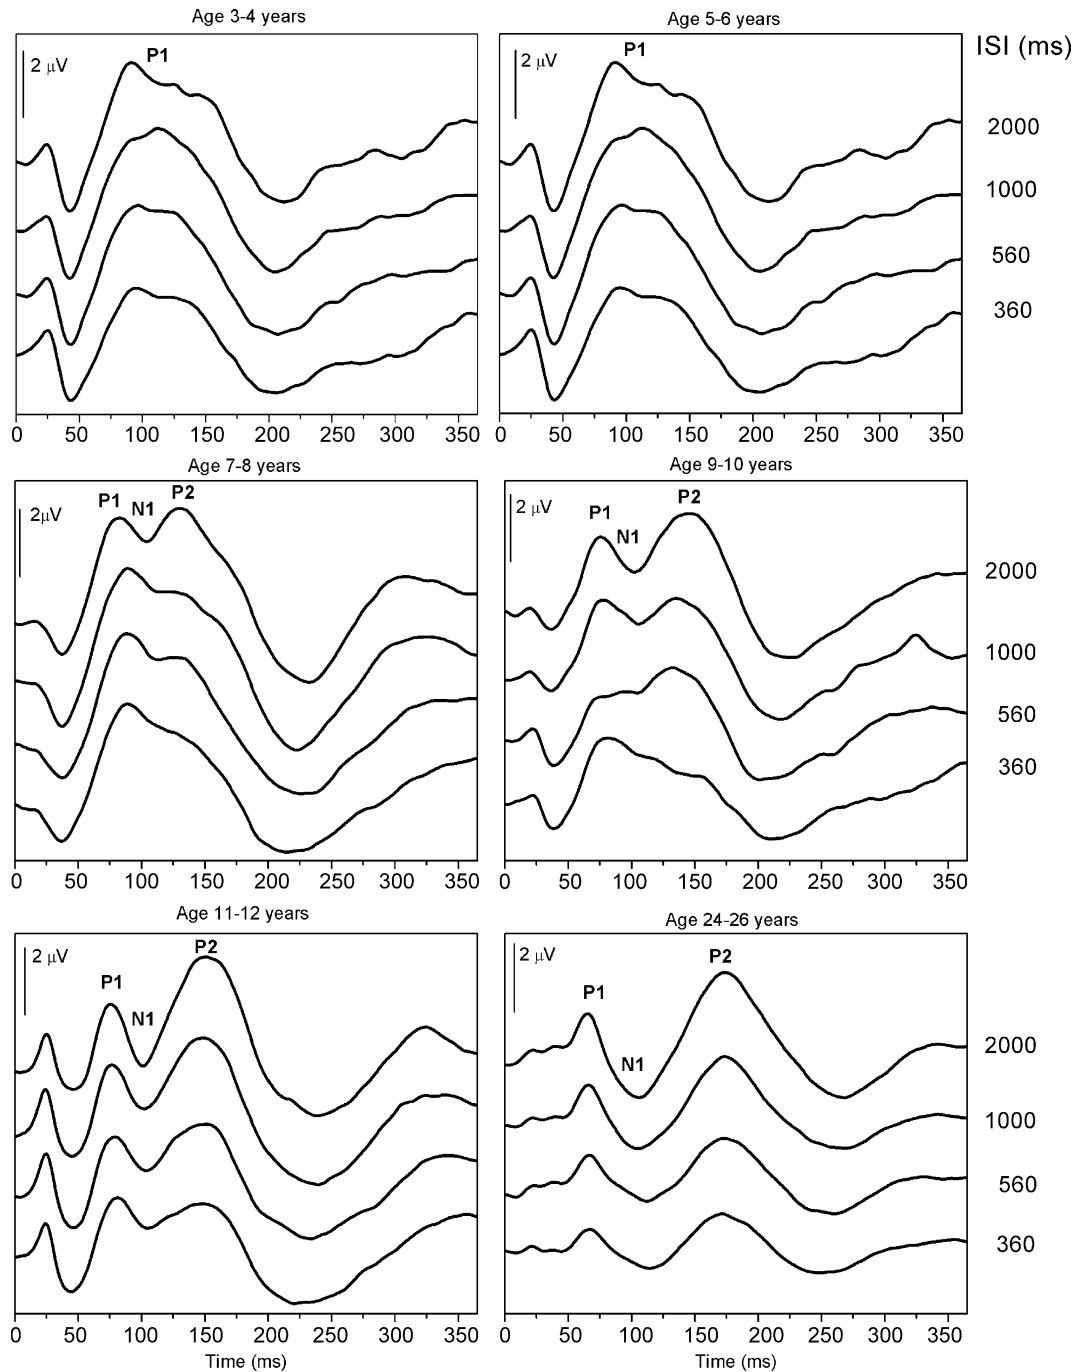 Age 3-4 years
Age 5-6 years
ISI (ms)
2 μV
P1
2 μV
P1
2000
1000
560
360
0 50 100 150 200 250 300 350
0 50 100 150 200 250 300 350
Age 7-8 years
Age 9-10 years
2μV
P1
N1
P2
2 μV
P1
N1
P2
2000
1000
560
360
0 50 100 150 200 250 300 350
0 50 100 150 200 250 300 350
Age 11-12 years
Age 24-26 years
2 μV
P1
N1
P2
2 μV
P1
N1
P2
2000
1000
560
360
0 50 100 150 200 250 300 350
0 50 100 150 200 250 300 350
Time (ms)
Time (ms)